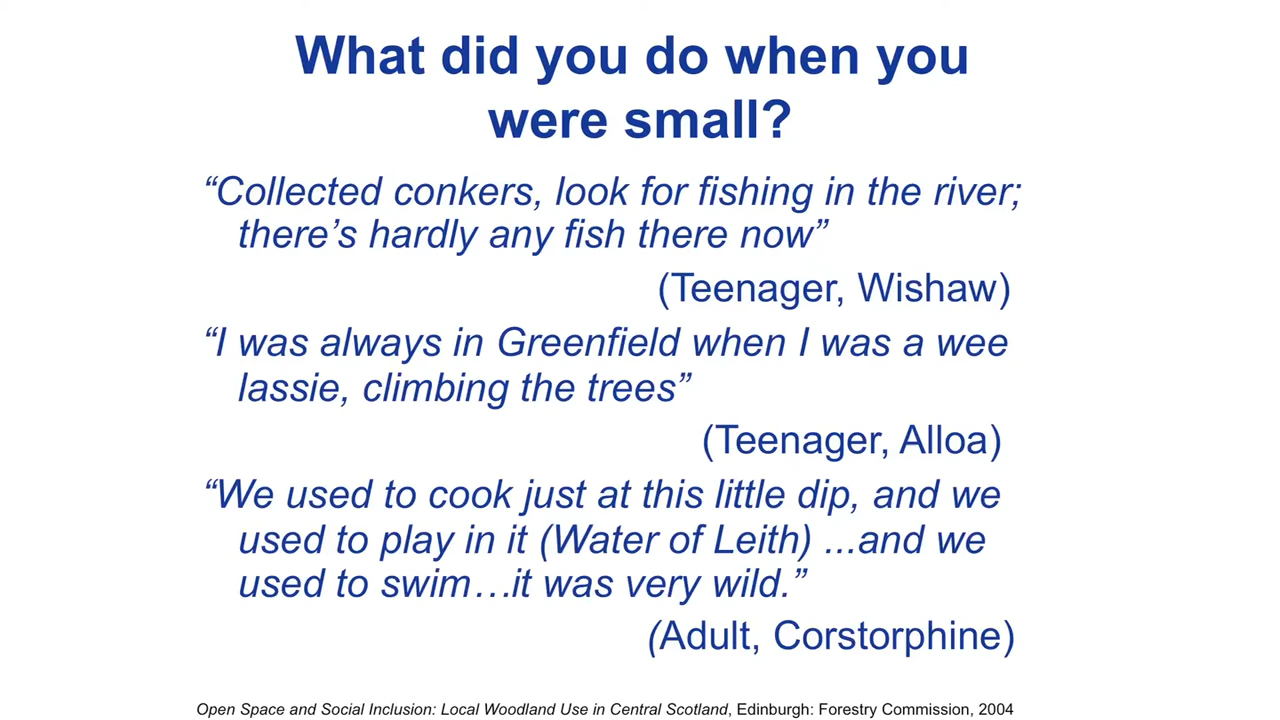 What did you do when you
were small?
“Collected conkers, look for fishing in the river;
there’s hardly any fish there now”
(Teenager, Wishaw)
“I was always in Greenfield when I was a wee
lassie, climbing the trees”
(Teenager, Alloa)
“We used to cook just at this little dip, and we
used to play in it (Water of Leith) ...and we
used to swim…it was very wild.”
(Adult, Corstorphine)
Open Space and Social Inclusion: Local Woodland Use in Central Scotland, Edinburgh: Forestry Commission, 2004